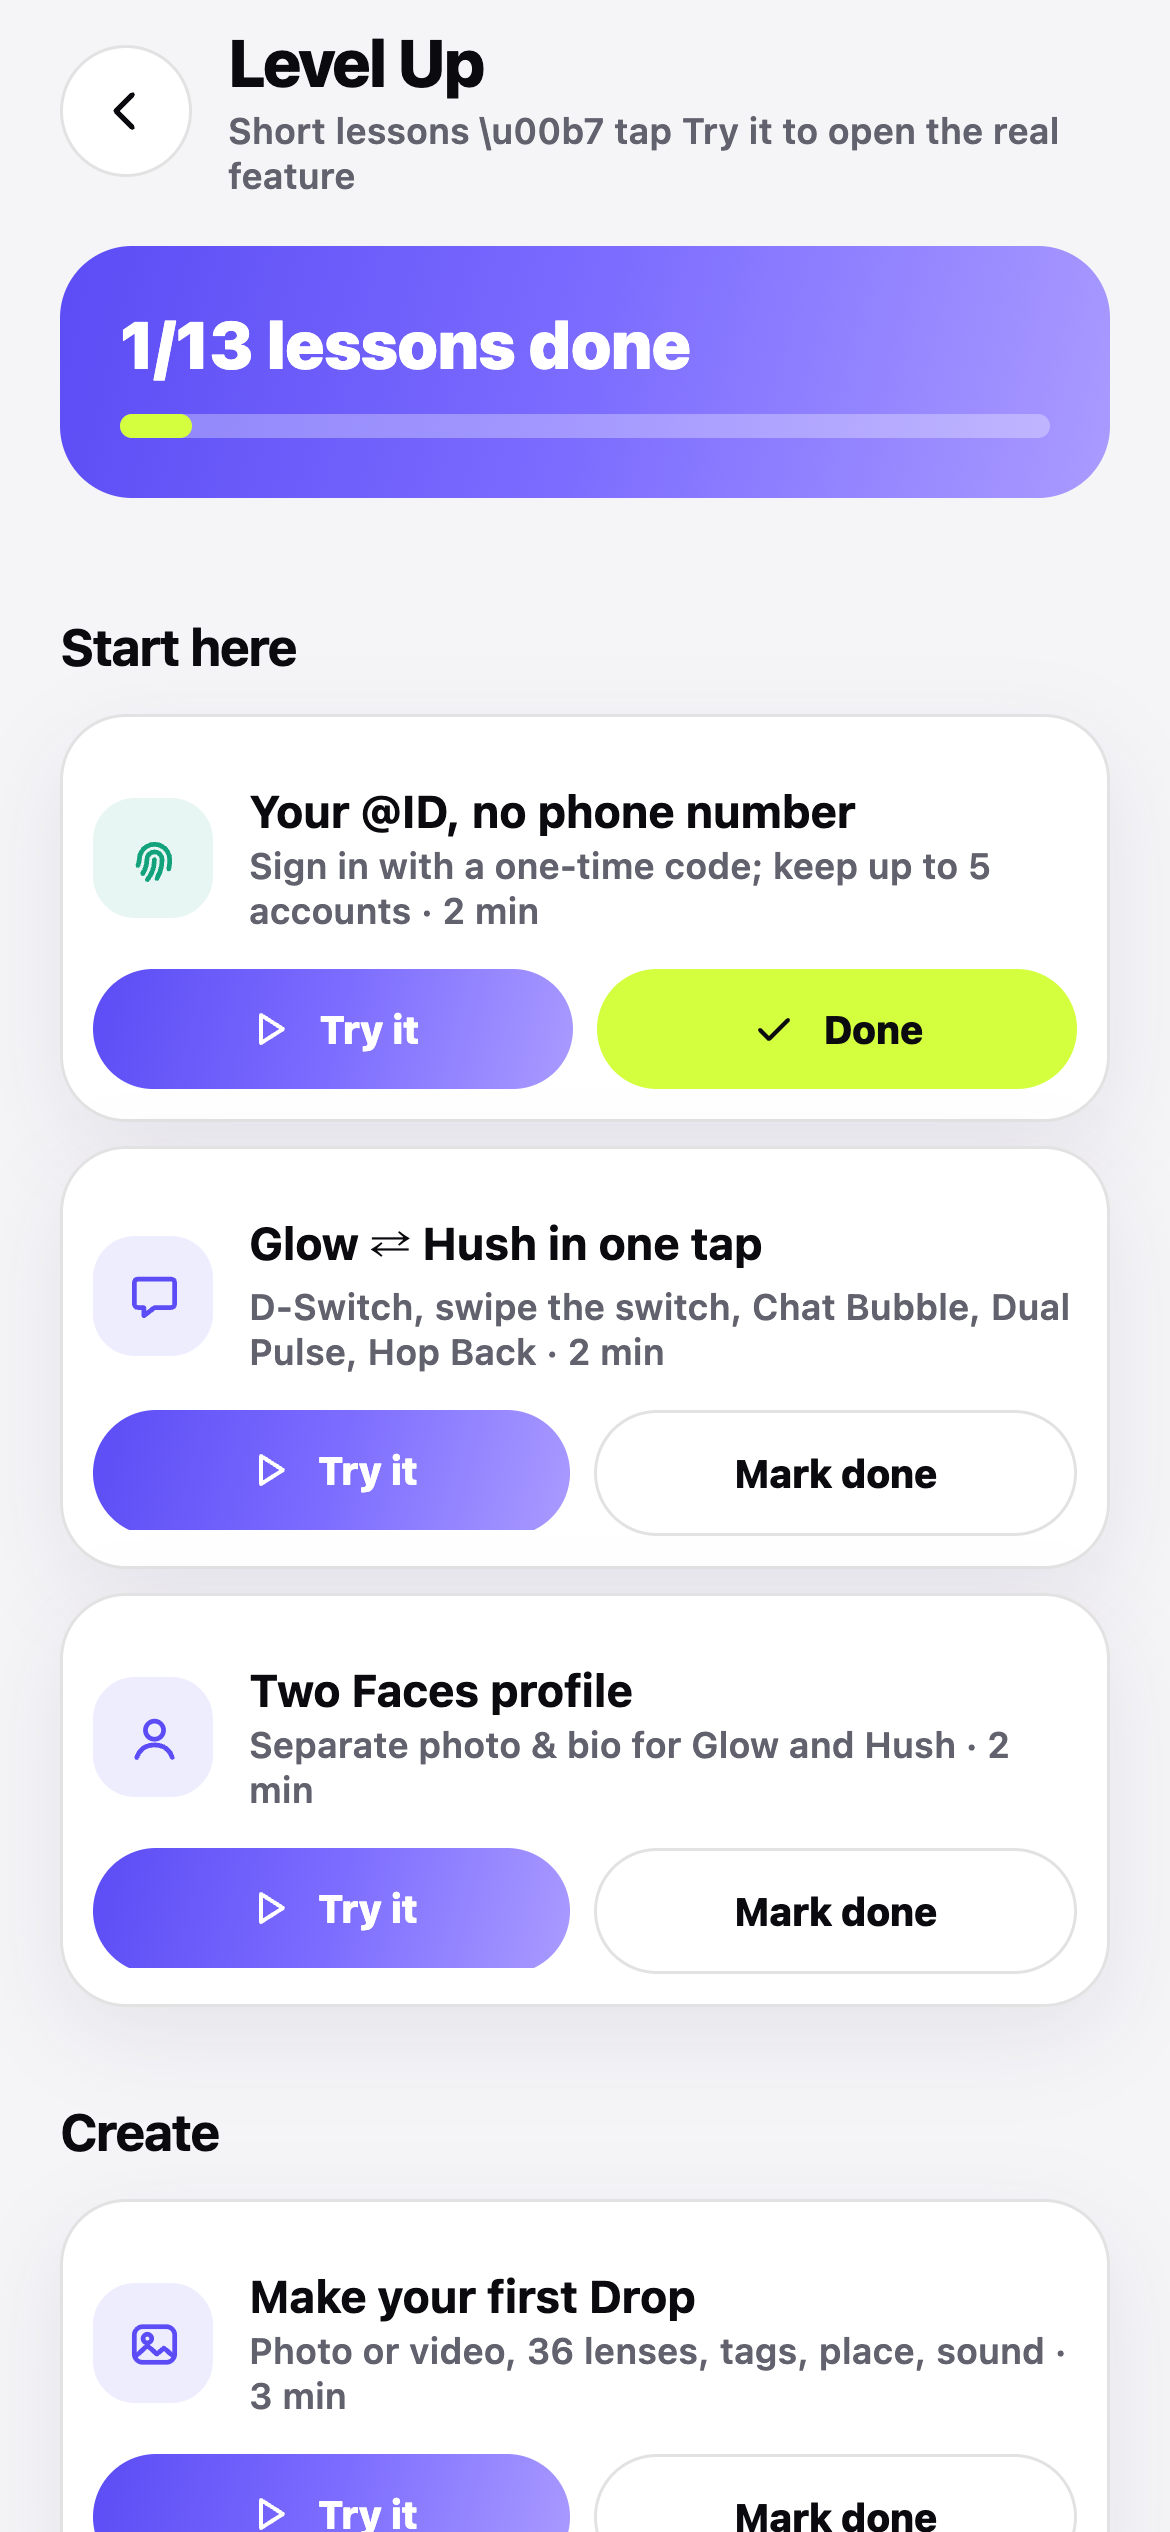 Level Up
Short lessons \u00b7 tap Try it to open the real
feature
1/13 lessons done
Start here
Your @ID, no phone number
Sign in with a one-time code; keep up to 5
accounts · 2 min
Try it
Done
Glow ⇄ Hush in one tap
D-Switch, swipe the switch, Chat Bubble, Dual
Pulse, Hop Back · 2 min
Try it
Mark done
Two Faces profile
Separate photo & bio for Glow and Hush · 2
min
Try it
Mark done
Create
Make your first Drop
Photo or video, 36 lenses, tags, place, sound ·
3 min
Try it
Mark done